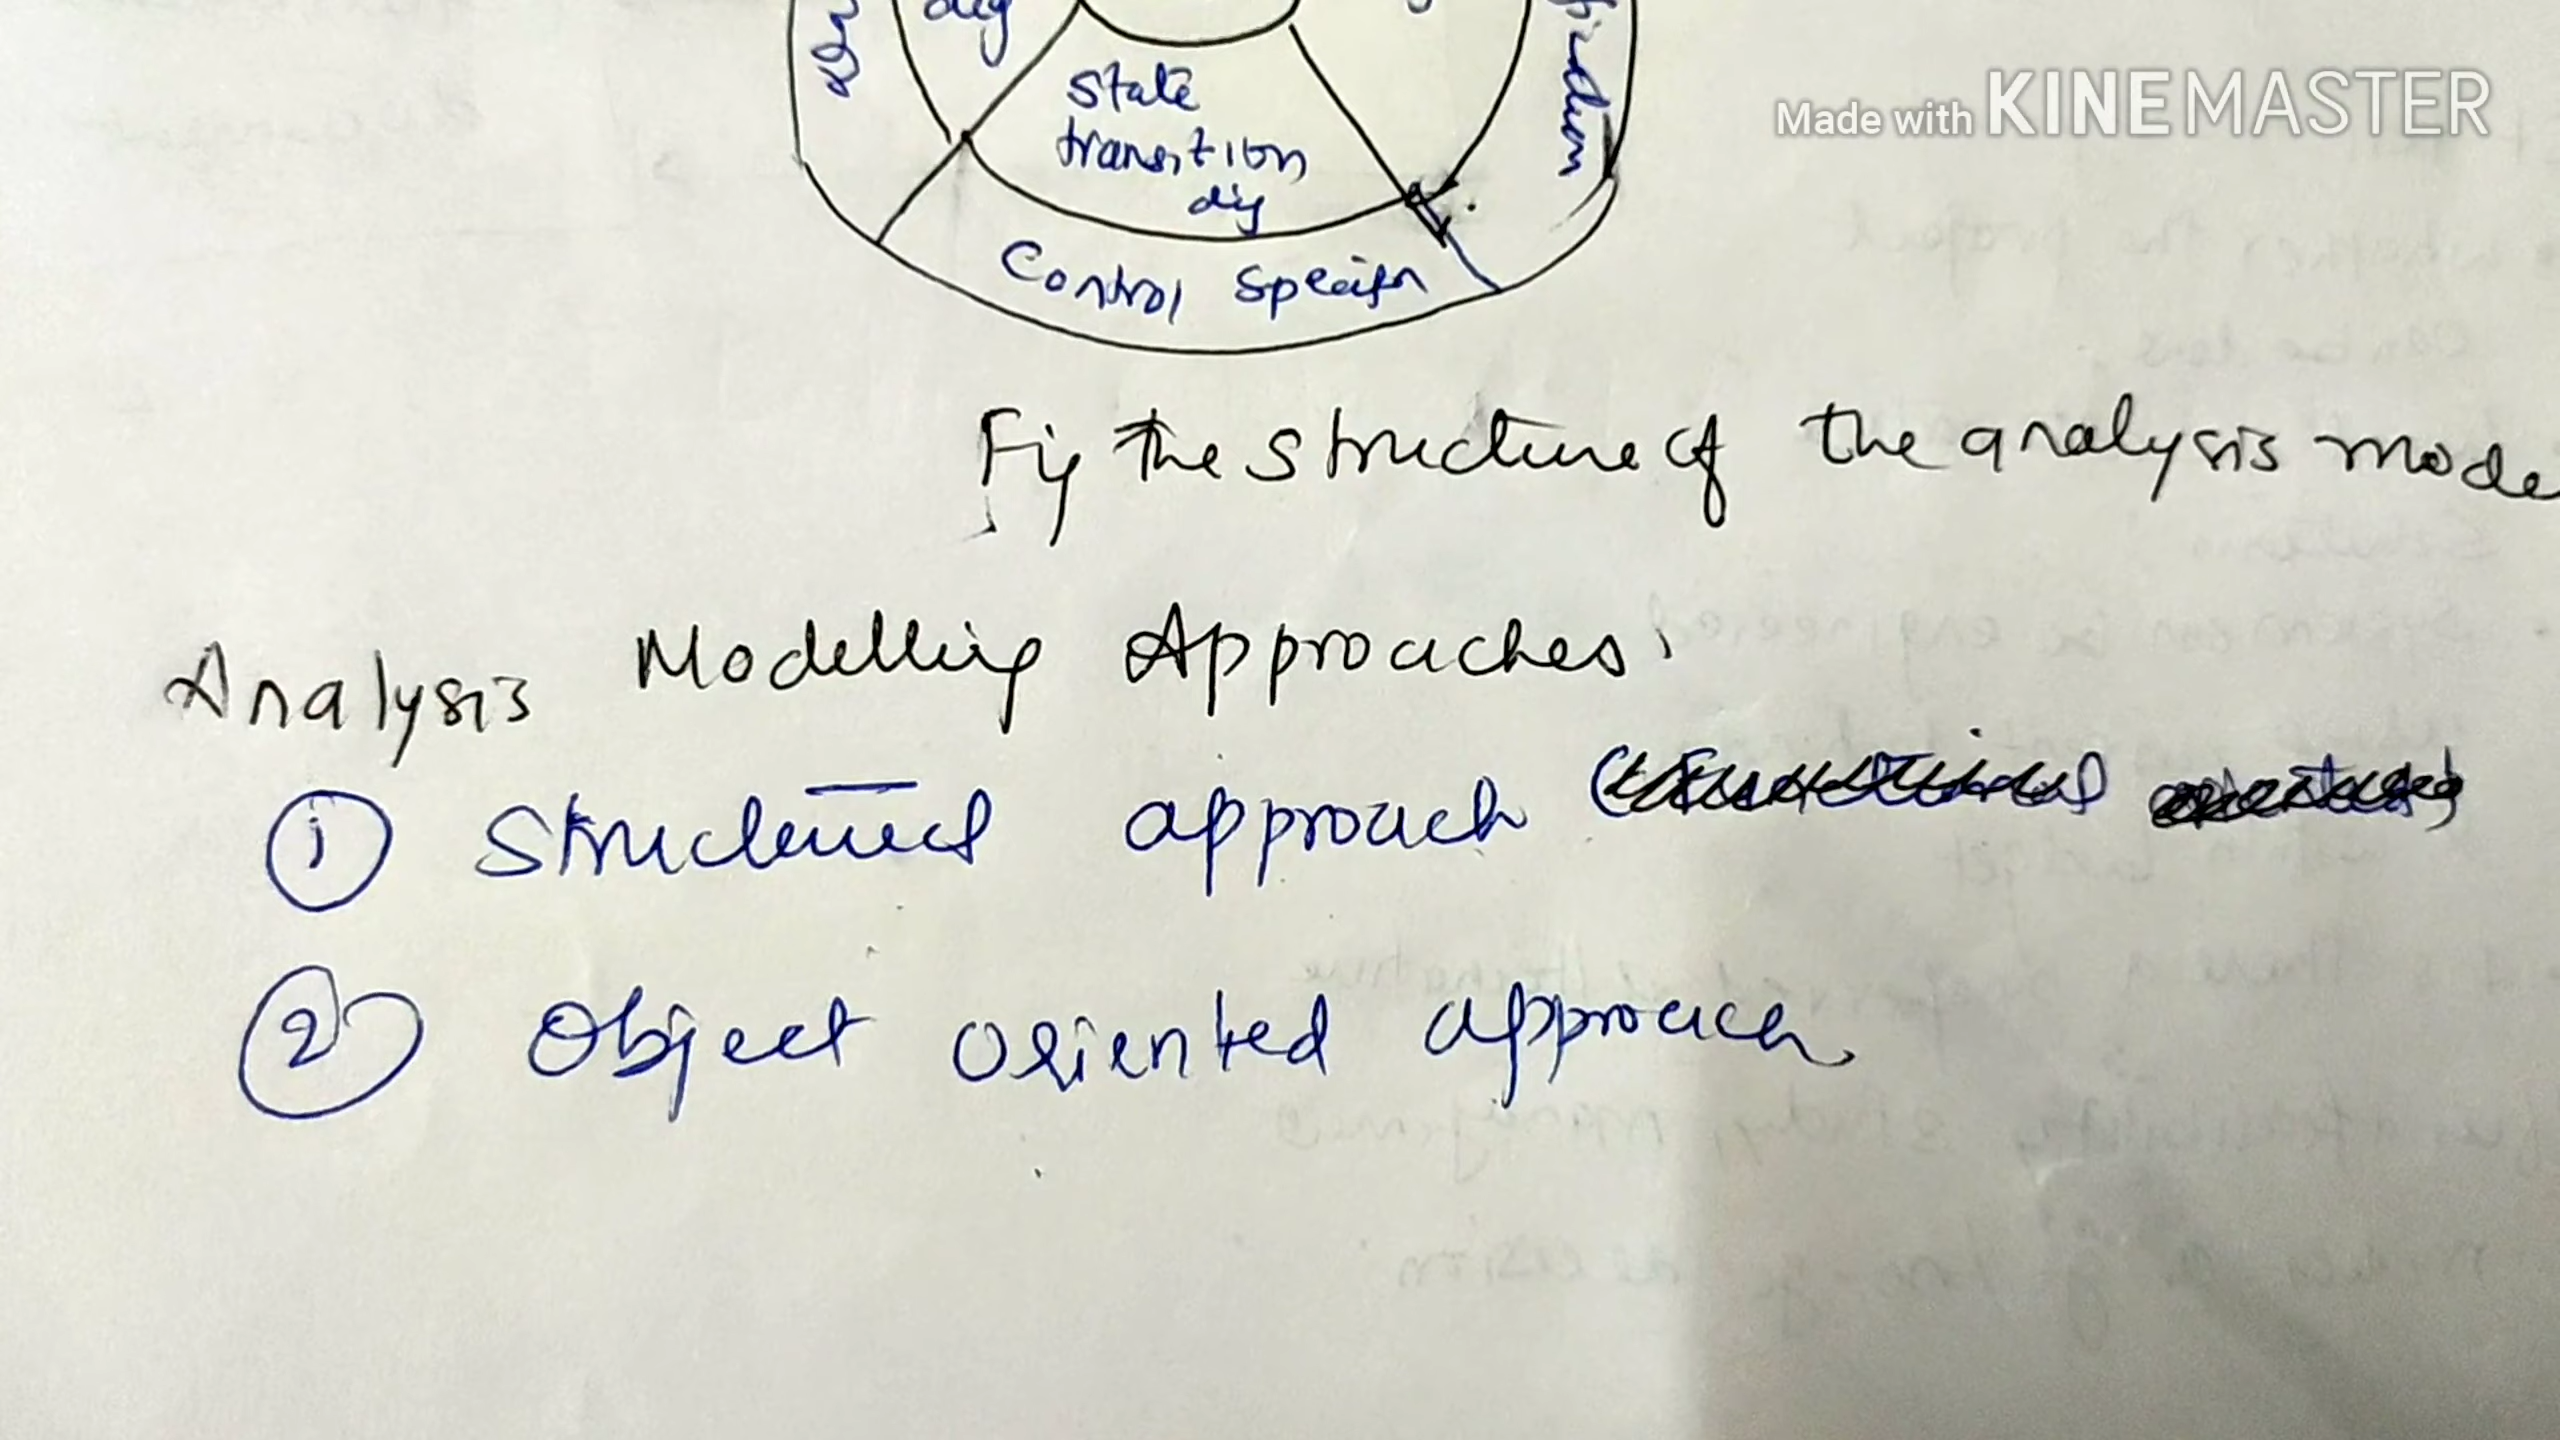 dig
State
transition
dig
Control Specifn
Made with KINEMASTER
Fig The structure of the analysis mode
Analysis Modelling Approaches.
1 Structured approach
2 Object oriented approach